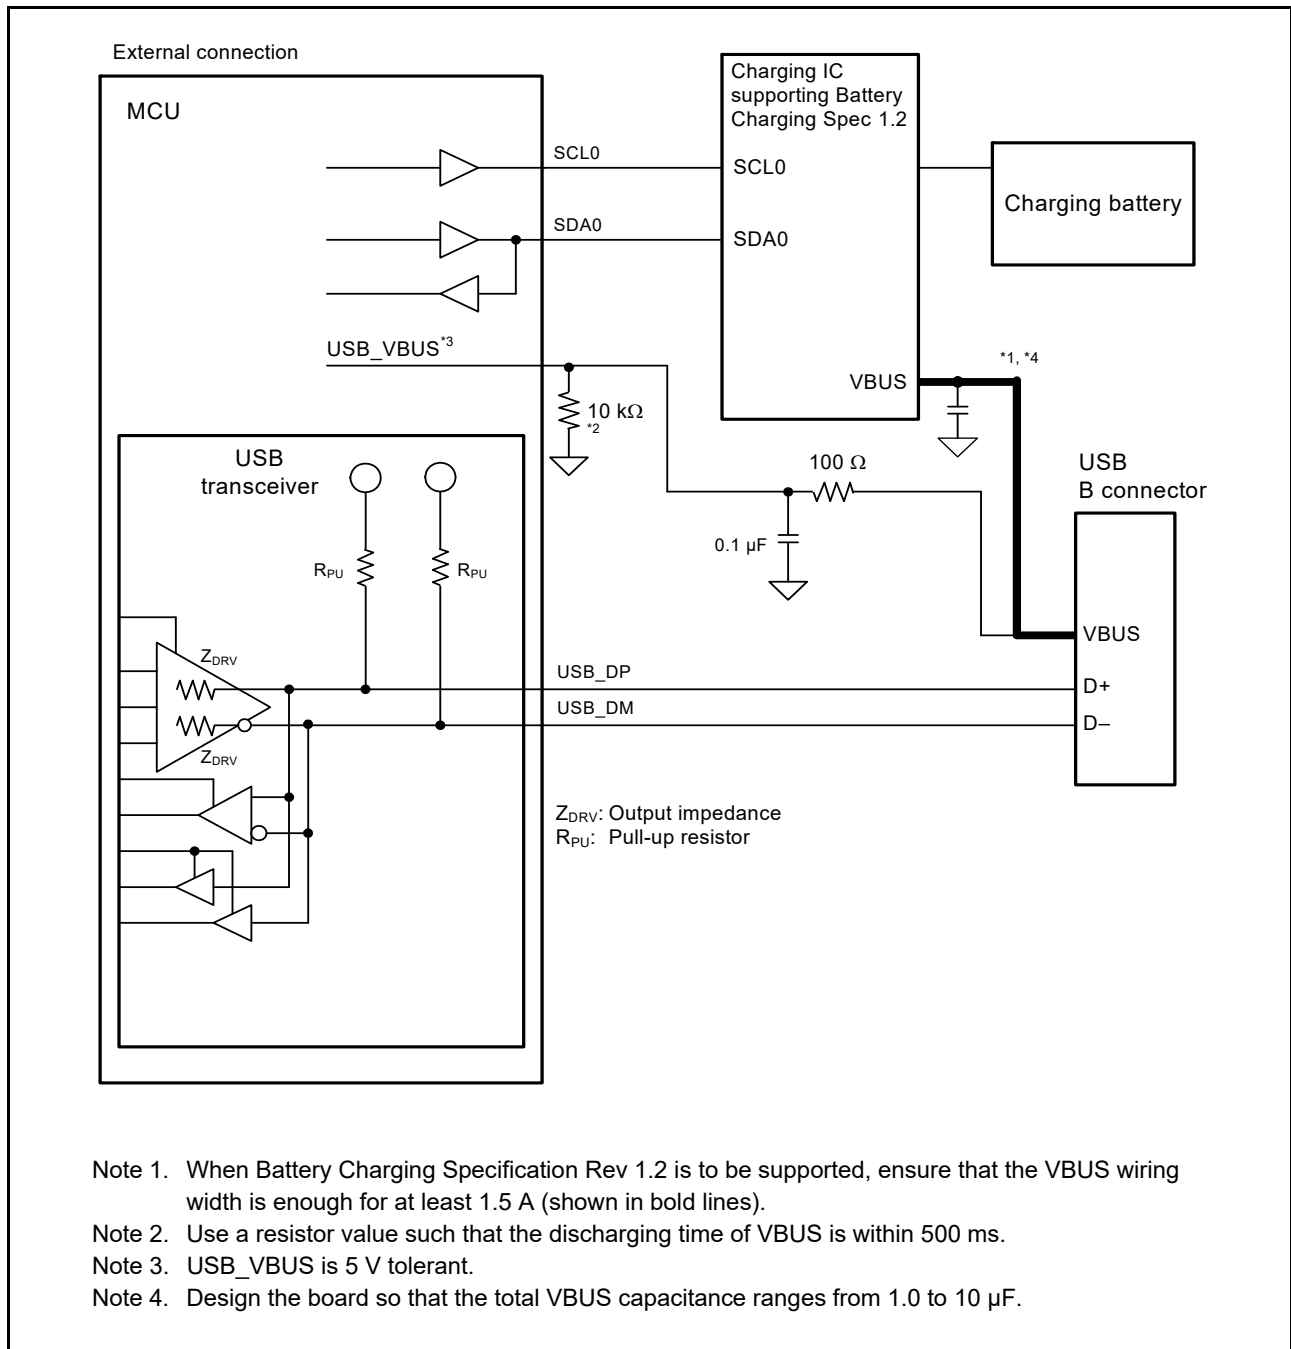 External connection
MCU
Charging IC
supporting Battery
Charging Spec 1.2
SCL0
SCL0
Charging battery
SDA0
SDA0
USB_VBUS*3
*1, *4
VBUS
10 kΩ
*2
USB
transceiver
100 Ω
USB
B connector
0.1 µF
RPU
RPU
VBUS
ZDRV
USB_DP
D+
USB_DM
D–
ZDRV
ZDRV: Output impedance
RPU: Pull-up resistor
Note 1. When Battery Charging Specification Rev 1.2 is to be supported, ensure that the VBUS wiring
width is enough for at least 1.5 A (shown in bold lines).
Note 2. Use a resistor value such that the discharging time of VBUS is within 500 ms.
Note 3. USB_VBUS is 5 V tolerant.
Note 4. Design the board so that the total VBUS capacitance ranges from 1.0 to 10 µF.